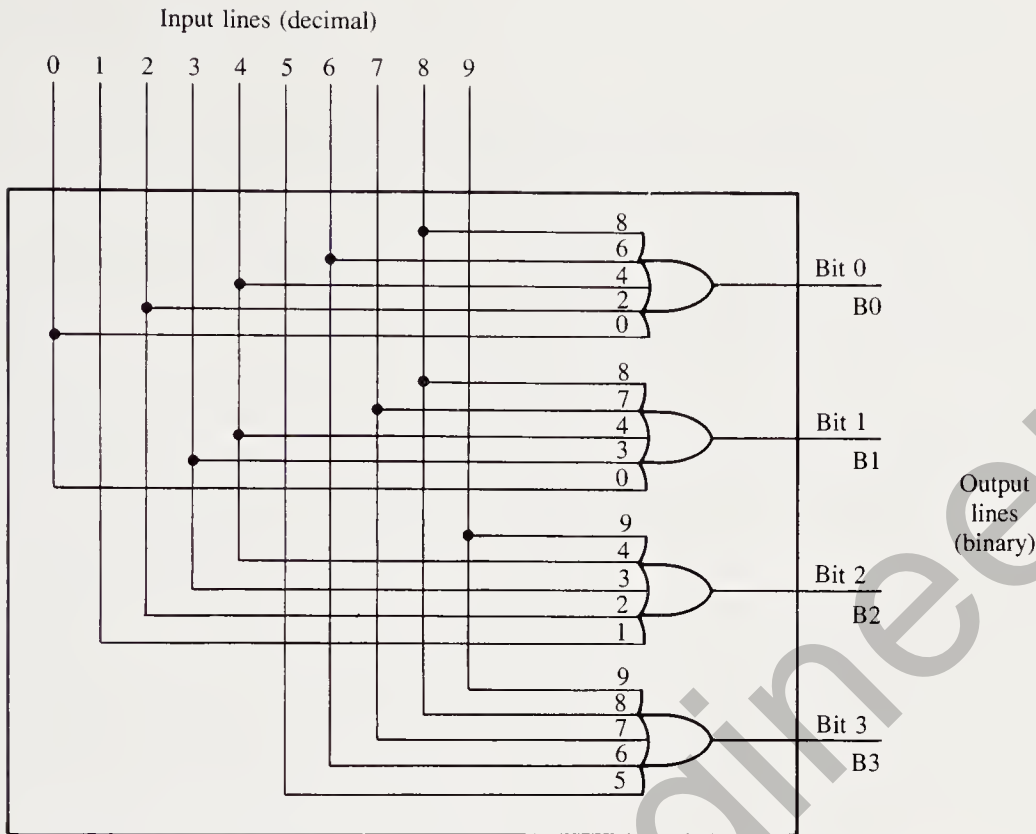 Input lines (decimal)
0 1 2 3 4 5 6 7 8 9
8
6
4
2
0
Bit 0
B0
8
7
4
3
0
Bit 1
B1
Output
lines
(binary)
9
4
3
2
1
Bit 2
B2
9
8
7
6
5
Bit 3
B3